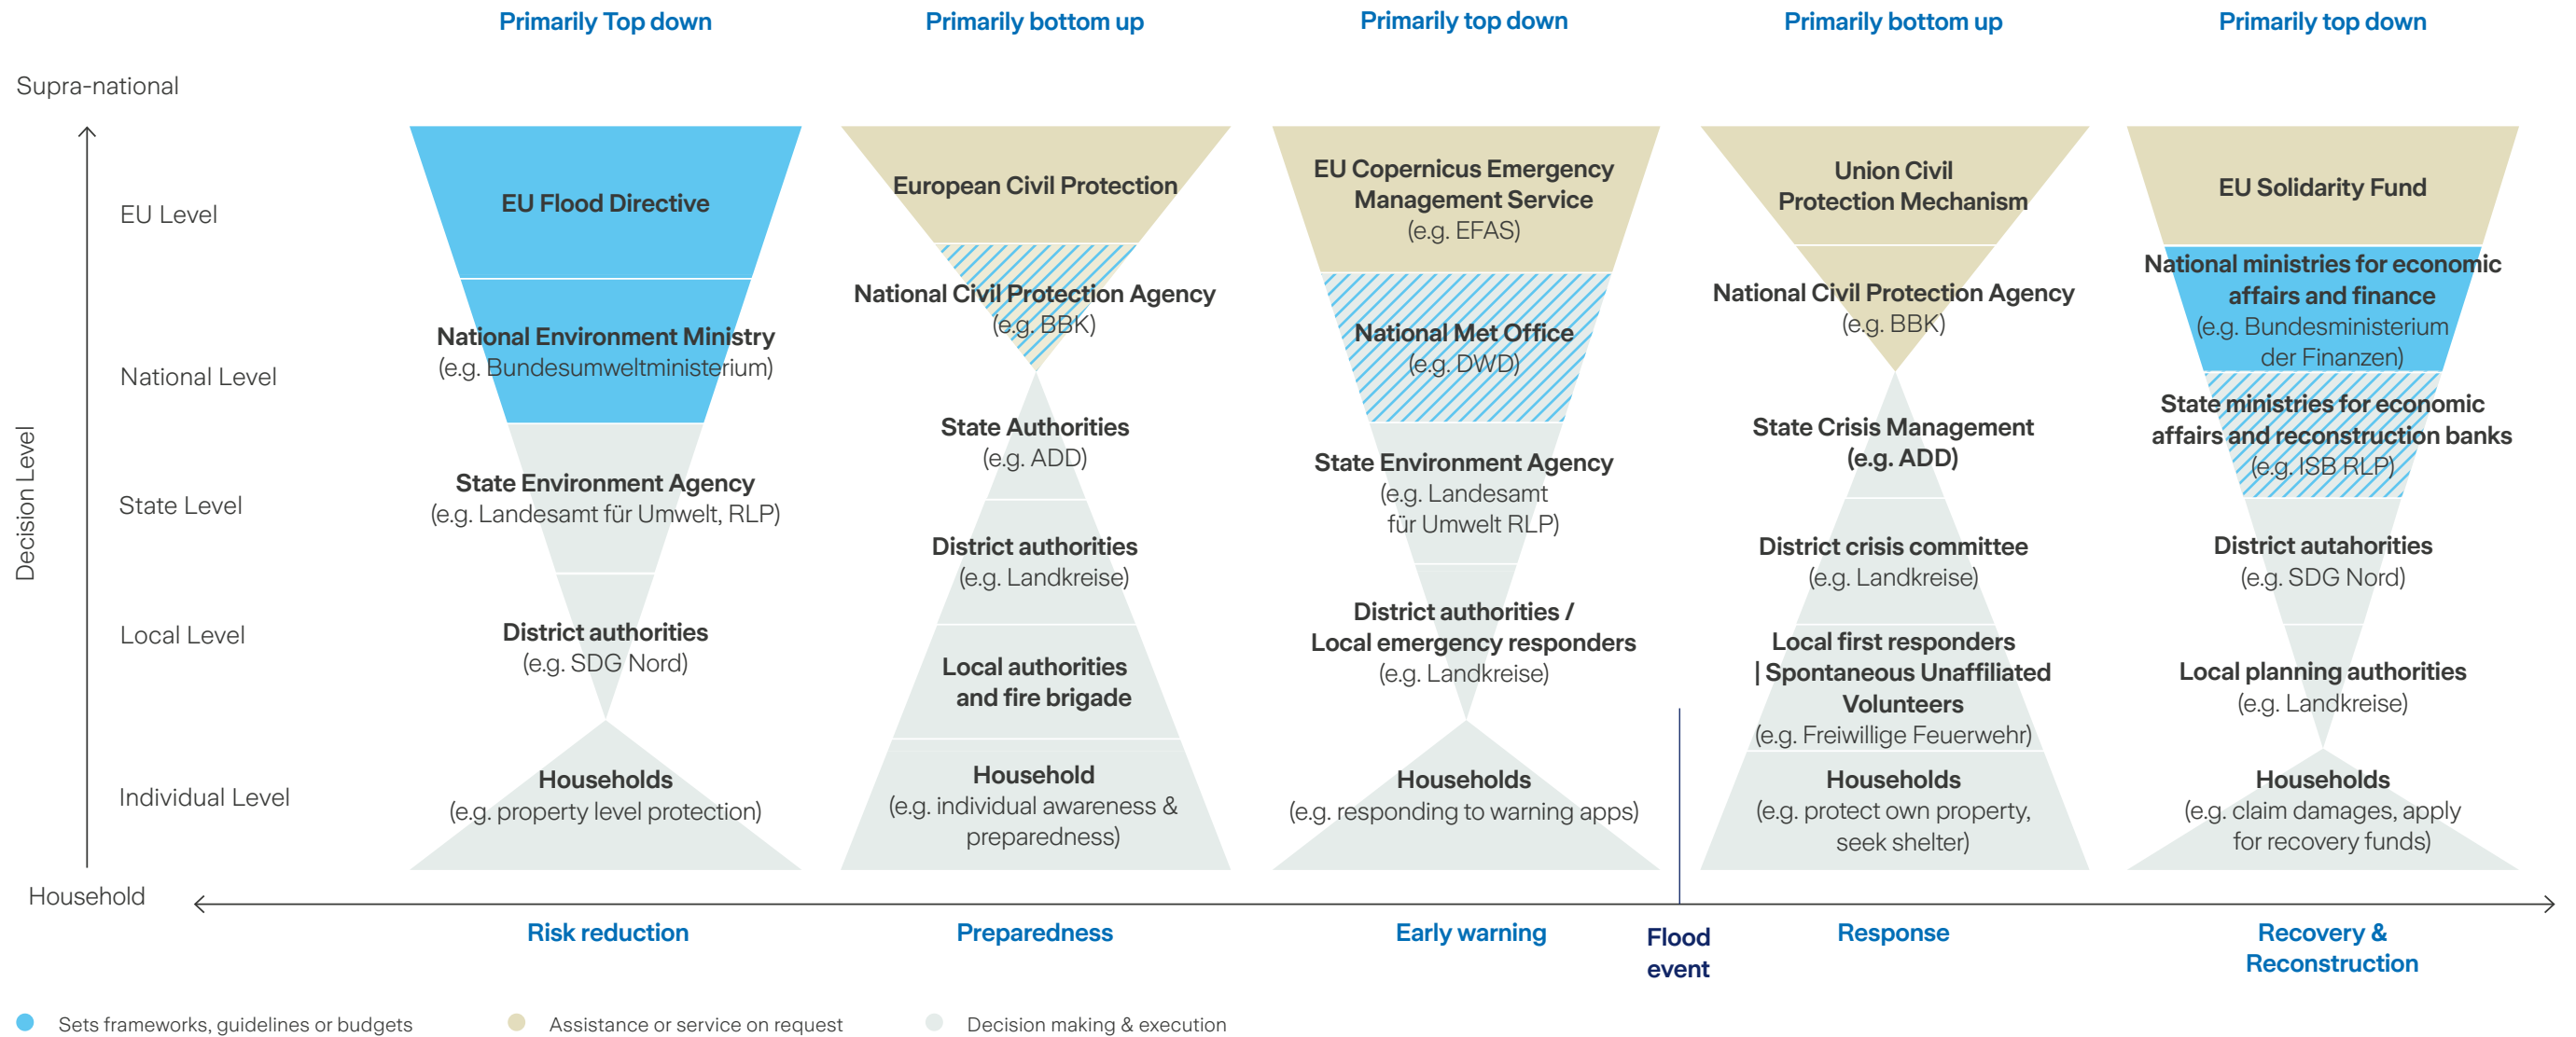 Primarily Top down
Primarily bottom up
Primarily top down
Primarily bottom up
Primarily top down
Supra-national
Decision Level
EU Level
National Level
State Level
Local Level
Individual Level
Household
EU Flood Directive
National Environment Ministry
(e.g. Bundesumweltministerium)
State Environment Agency
(e.g. Landesamt für Umwelt, RLP)
District authorities
(e.g. SDG Nord)
Households
(e.g. property level protection)
European Civil Protection
National Civil Protection Agency
(e.g. BBK)
State Authorities
(e.g. ADD)
District authorities
(e.g. Landkreise)
Local authorities
and fire brigade
Household
(e.g. individual awareness &
preparedness)
EU Copernicus Emergency
Management Service
(e.g. EFAS)
National Met Office
(e.g. DWD)
State Environment Agency
(e.g. Landesamt
für Umwelt RLP)
District authorities /
Local emergency responders
(e.g. Landkreise)
Households
(e.g. responding to warning apps)
Union Civil
Protection Mechanism
National Civil Protection Agency
(e.g. BBK)
State Crisis Management
(e.g. ADD)
District crisis committee
(e.g. Landkreise)
Local first responders
| Spontaneous Unaffiliated
Volunteers
(e.g. Freiwillige Feuerwehr)
Households
(e.g. protect own property,
seek shelter)
EU Solidarity Fund
National ministries for economic
affairs and finance
(e.g. Bundesministerium
der Finanzen)
State ministries for economic
affairs and reconstruction banks
(e.g. ISB RLP)
District autahorities
(e.g. SDG Nord)
Local planning authorities
(e.g. Landkreise)
Households
(e.g. claim damages, apply
for recovery funds)
Risk reduction
Preparedness
Early warning
Flood
event
Response
Recovery &
Reconstruction
Sets frameworks, guidelines or budgets
Assistance or service on request
Decision making & execution